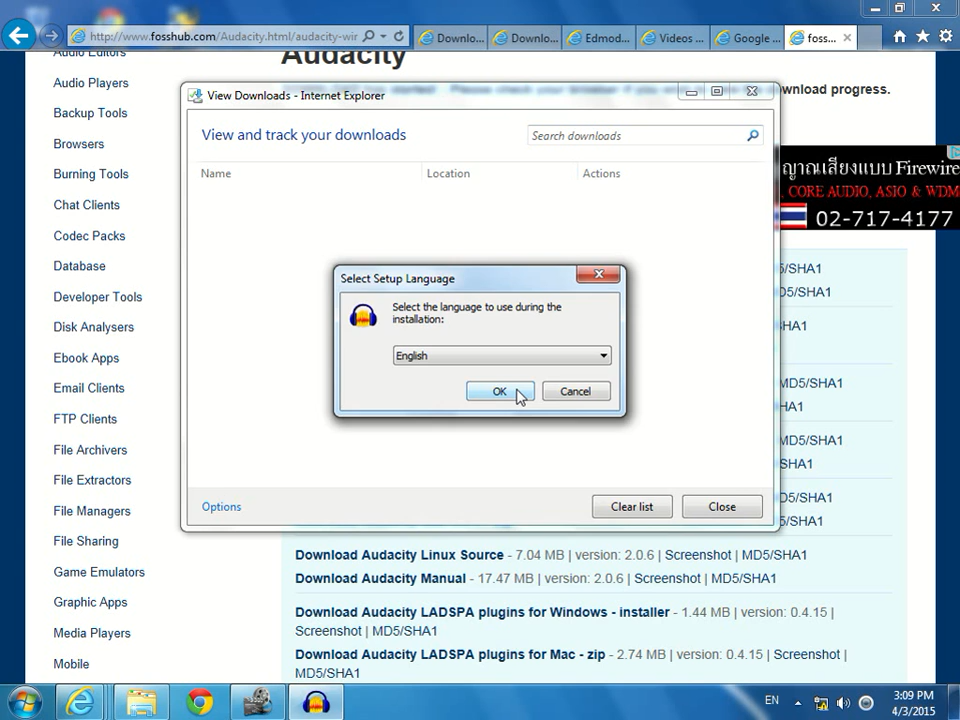 http://www.fosshub.com/Audacity.html/audacity-wir
Downlo...
Downlo...
Edmod...
Videos ...
Google ...
foss...
Audio Editors
Audio Players
Backup Tools
Browsers
Burning Tools
Chat Clients
Codec Packs
Database
Developer Tools
Disk Analysers
Ebook Apps
Email Clients
FTP Clients
File Archivers
File Extractors
File Managers
File Sharing
Game Emulators
Graphic Apps
Media Players
Mobile
Audacity
Please check your browser if you
wnload progress.
View Downloads - Internet Explorer
View and track your downloads
Search downloads
Name
Location
Actions
Select Setup Language
Select the language to use during the
installation:
English
OK
Cancel
Options
Clear list
Close
ญาณเสียงแบบ Firewire
, CORE AUDIO, ASIO & WDM
02-717-4177
5/SHA1
D5/SHA1
HA1
MD5/SHA1
HA1
MD5/SHA1
SHA1
D5/SHA1
5/SHA1
Download Audacity Linux Source - 7.04 MB | version: 2.0.6 | Screenshot | MD5/SHA1
Download Audacity Manual - 17.47 MB | version: 2.0.6 | Screenshot | MD5/SHA1
Download Audacity LADSPA plugins for Windows - installer - 1.44 MB | version: 0.4.15 |
Screenshot | MD5/SHA1
Download Audacity LADSPA plugins for Mac - zip - 2.74 MB | version: 0.4.15 | Screenshot |
MD5/SHA1
EN
3:09 PM
4/3/2015